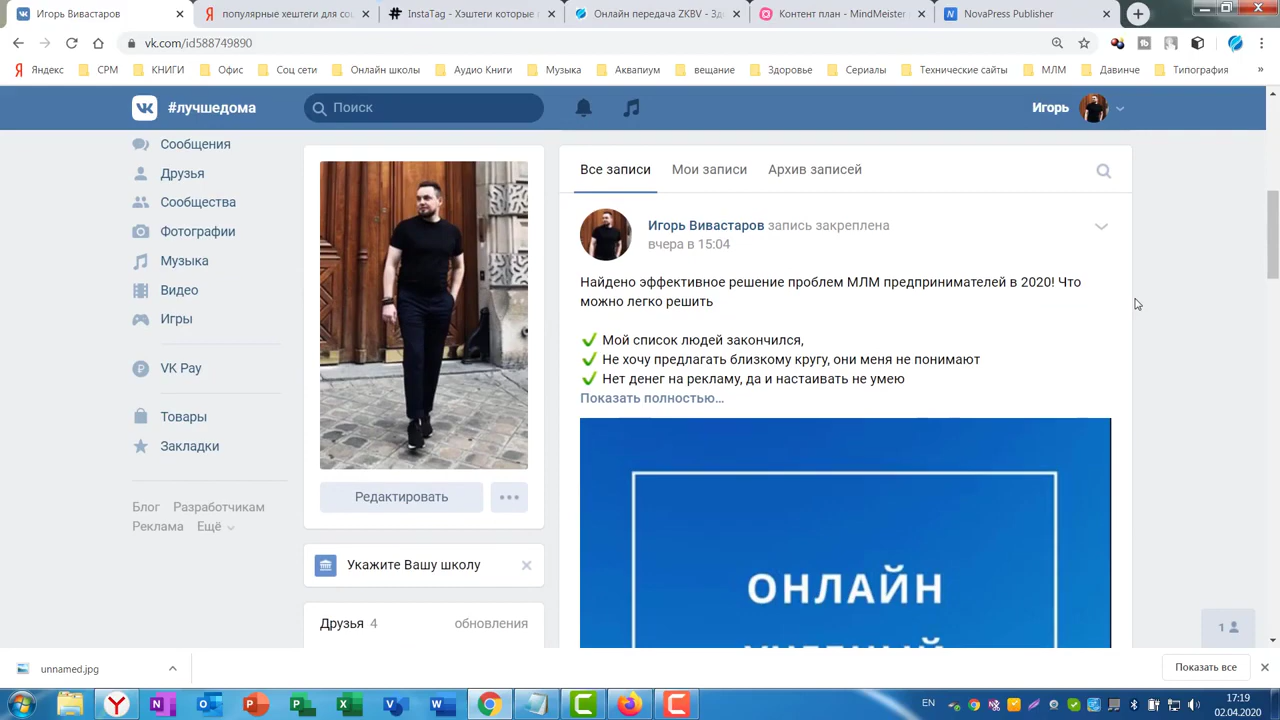 Игорь Вивастаров
популярные хештеги для соц
InstaTag - Хэштеги которые
Онлайн передача ZKBV - Здо
Контент план - MindMeister
NovaPress Publisher
vk.com/id588749890
Яндекс
СРМ
КНИГИ
Офис
Соц сети
Онлайн школы
Аудио Книги
Музыка
Аквапиум
вещание
Здоровье
Сериалы
Технические сайты
МЛМ
Давинче
Типография
»
#лучшедома
Поиск
Игорь
Сообщения
Друзья
Сообщества
Фотографии
Музыка
Видео
Игры
VK Pay
Товары
Закладки
Блог Разработчикам
Реклама Ещё
Редактировать
Укажите Вашу школу
Друзья 4 обновления
Все записи Мои записи Архив записей
Игорь Вивастаров запись закреплена
вчера в 15:04
Найдено эффективное решение проблем МЛМ предпринимателей в 2020! Что
можно легко решить
Мой список людей закончился,
Не хочу предлагать близкому кругу, они меня не понимают
Нет денег на рекламу, да и настаивать не умею
Показать полностью...
ОНЛАЙН
1
unnamed.jpg
Показать все
EN
17:19
02.04.2020